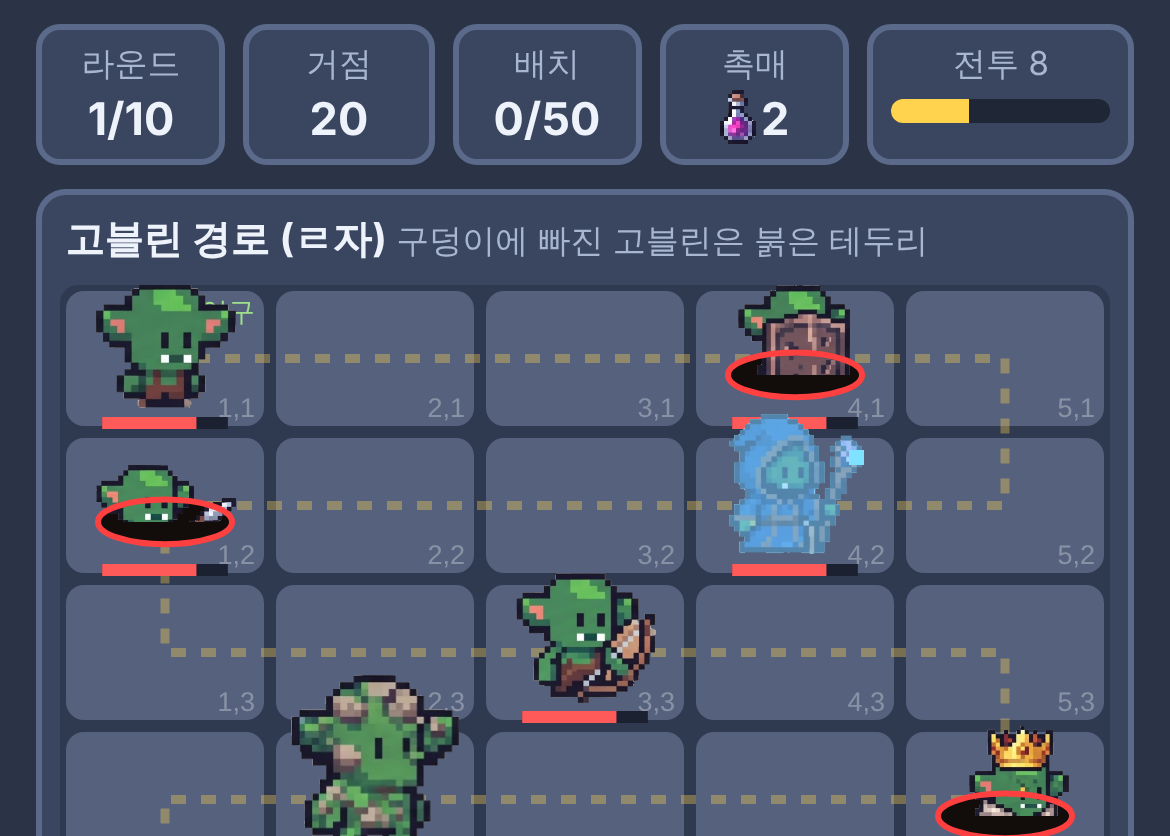 라운드 거점 배치 촉매 전투 8
1/10 20 0/50 2
고블린 경로 (ㄹ자) 구덩이에 빠진 고블린은 붉은 테두리
1,1 2,1 3,1 4,1 5,1
1,2 2,2 3,2 4,2 5,2
1,3 2,3 3,3 4,3 5,3